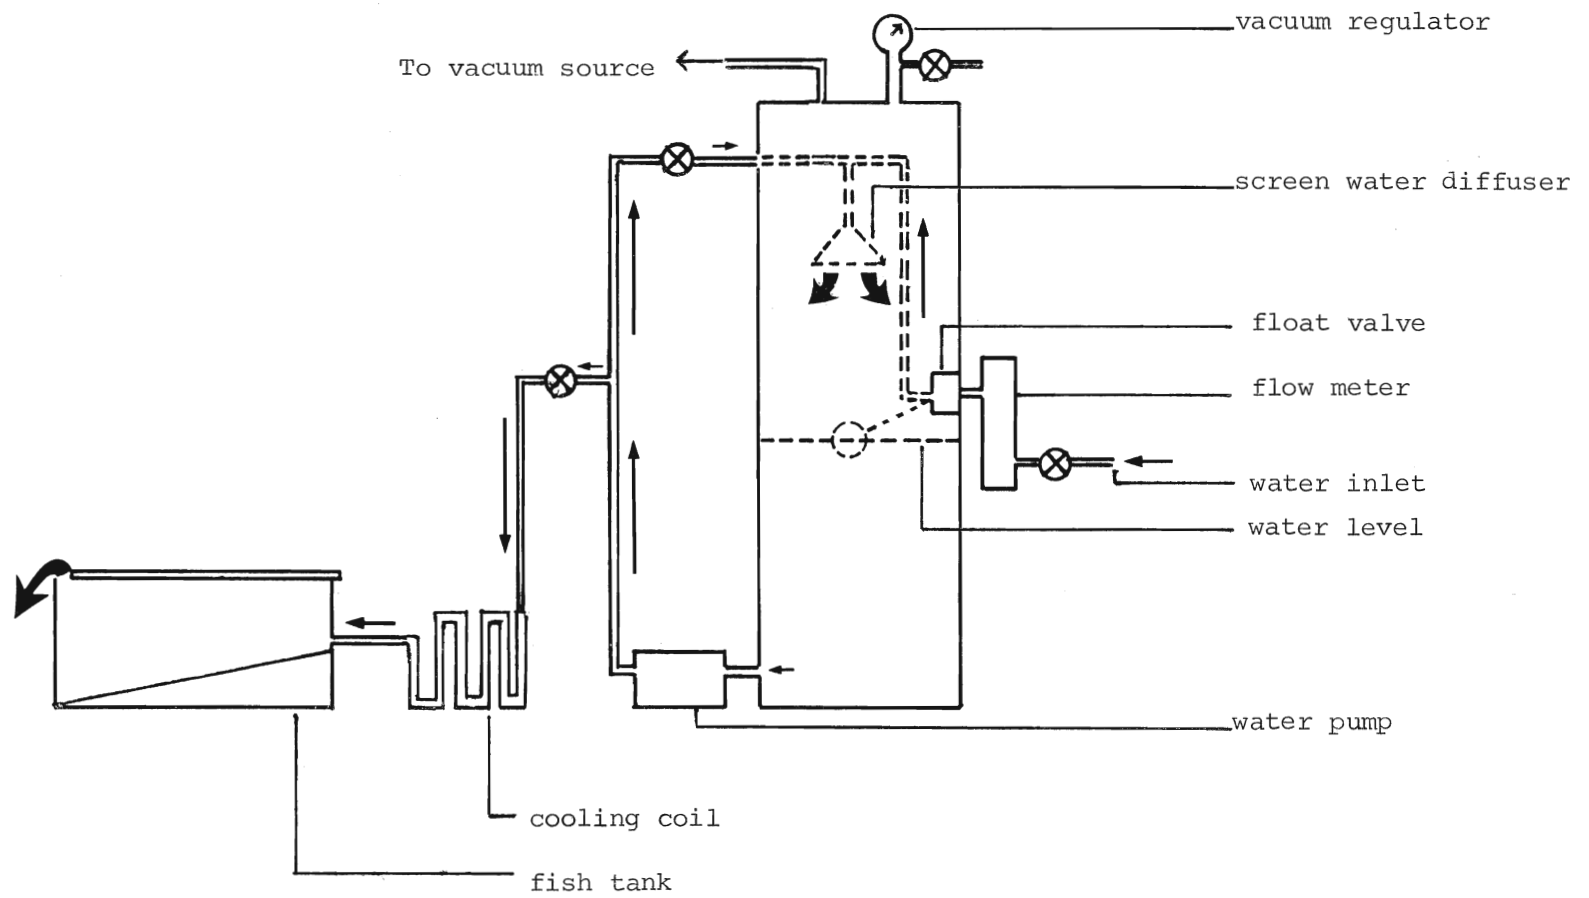 vacuum regulator
To vacuum source
screen water diffuser
float valve
flow meter
water inlet
water level
water pump
cooling coil
fish tank